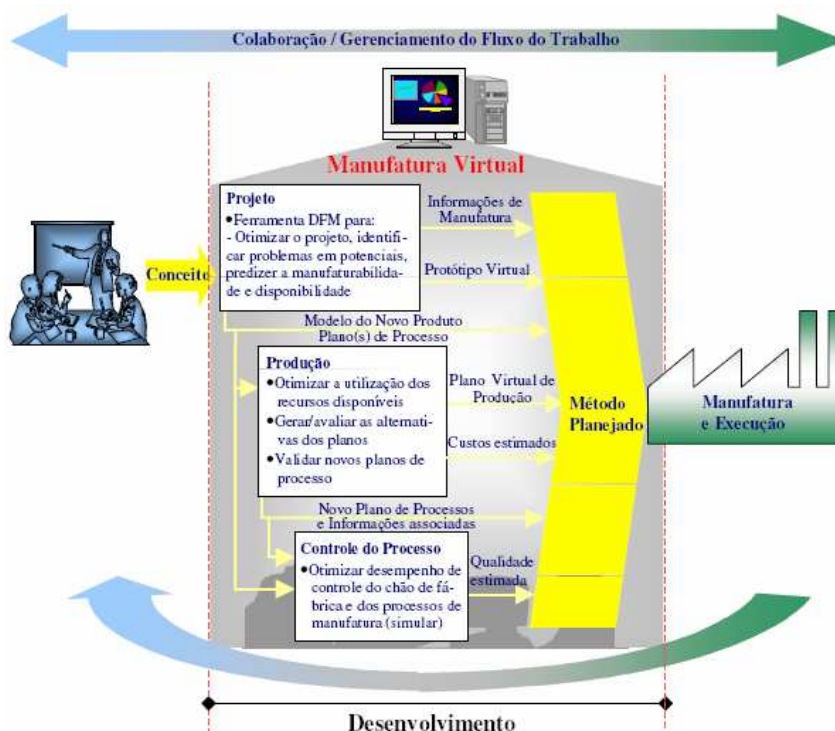 Colaboração / Gerenciamento do Fluxo do Trabalho
Manufatura Virtual
Conceito
Projeto
•Ferramenta DFM para:
- Otimizar o projeto, identifi-
car problemas em potenciais,
predizer a manufaturabilida-
de e disponibilidade
Informações de
Manufatura
Protótipo Virtual
Modelo do Novo Produto
Plano(s) de Processo
Produção
•Otimizar a utilização dos
recursos disponíveis
•Gerar/avaliar as alternati-
vas dos planos
•Validar novos planos de
processo
Plano Virtual de
Produção
Custos estimados
Método
Planejado
Manufatura
e Execução
Novo Plano de Processos
e Informações associadas
Controle do Processo
•Otimizar desempenho de
controle do chão de fá-
brica e dos processos de
manufatura (simular)
Qualidade
estimada
Desenvolvimento